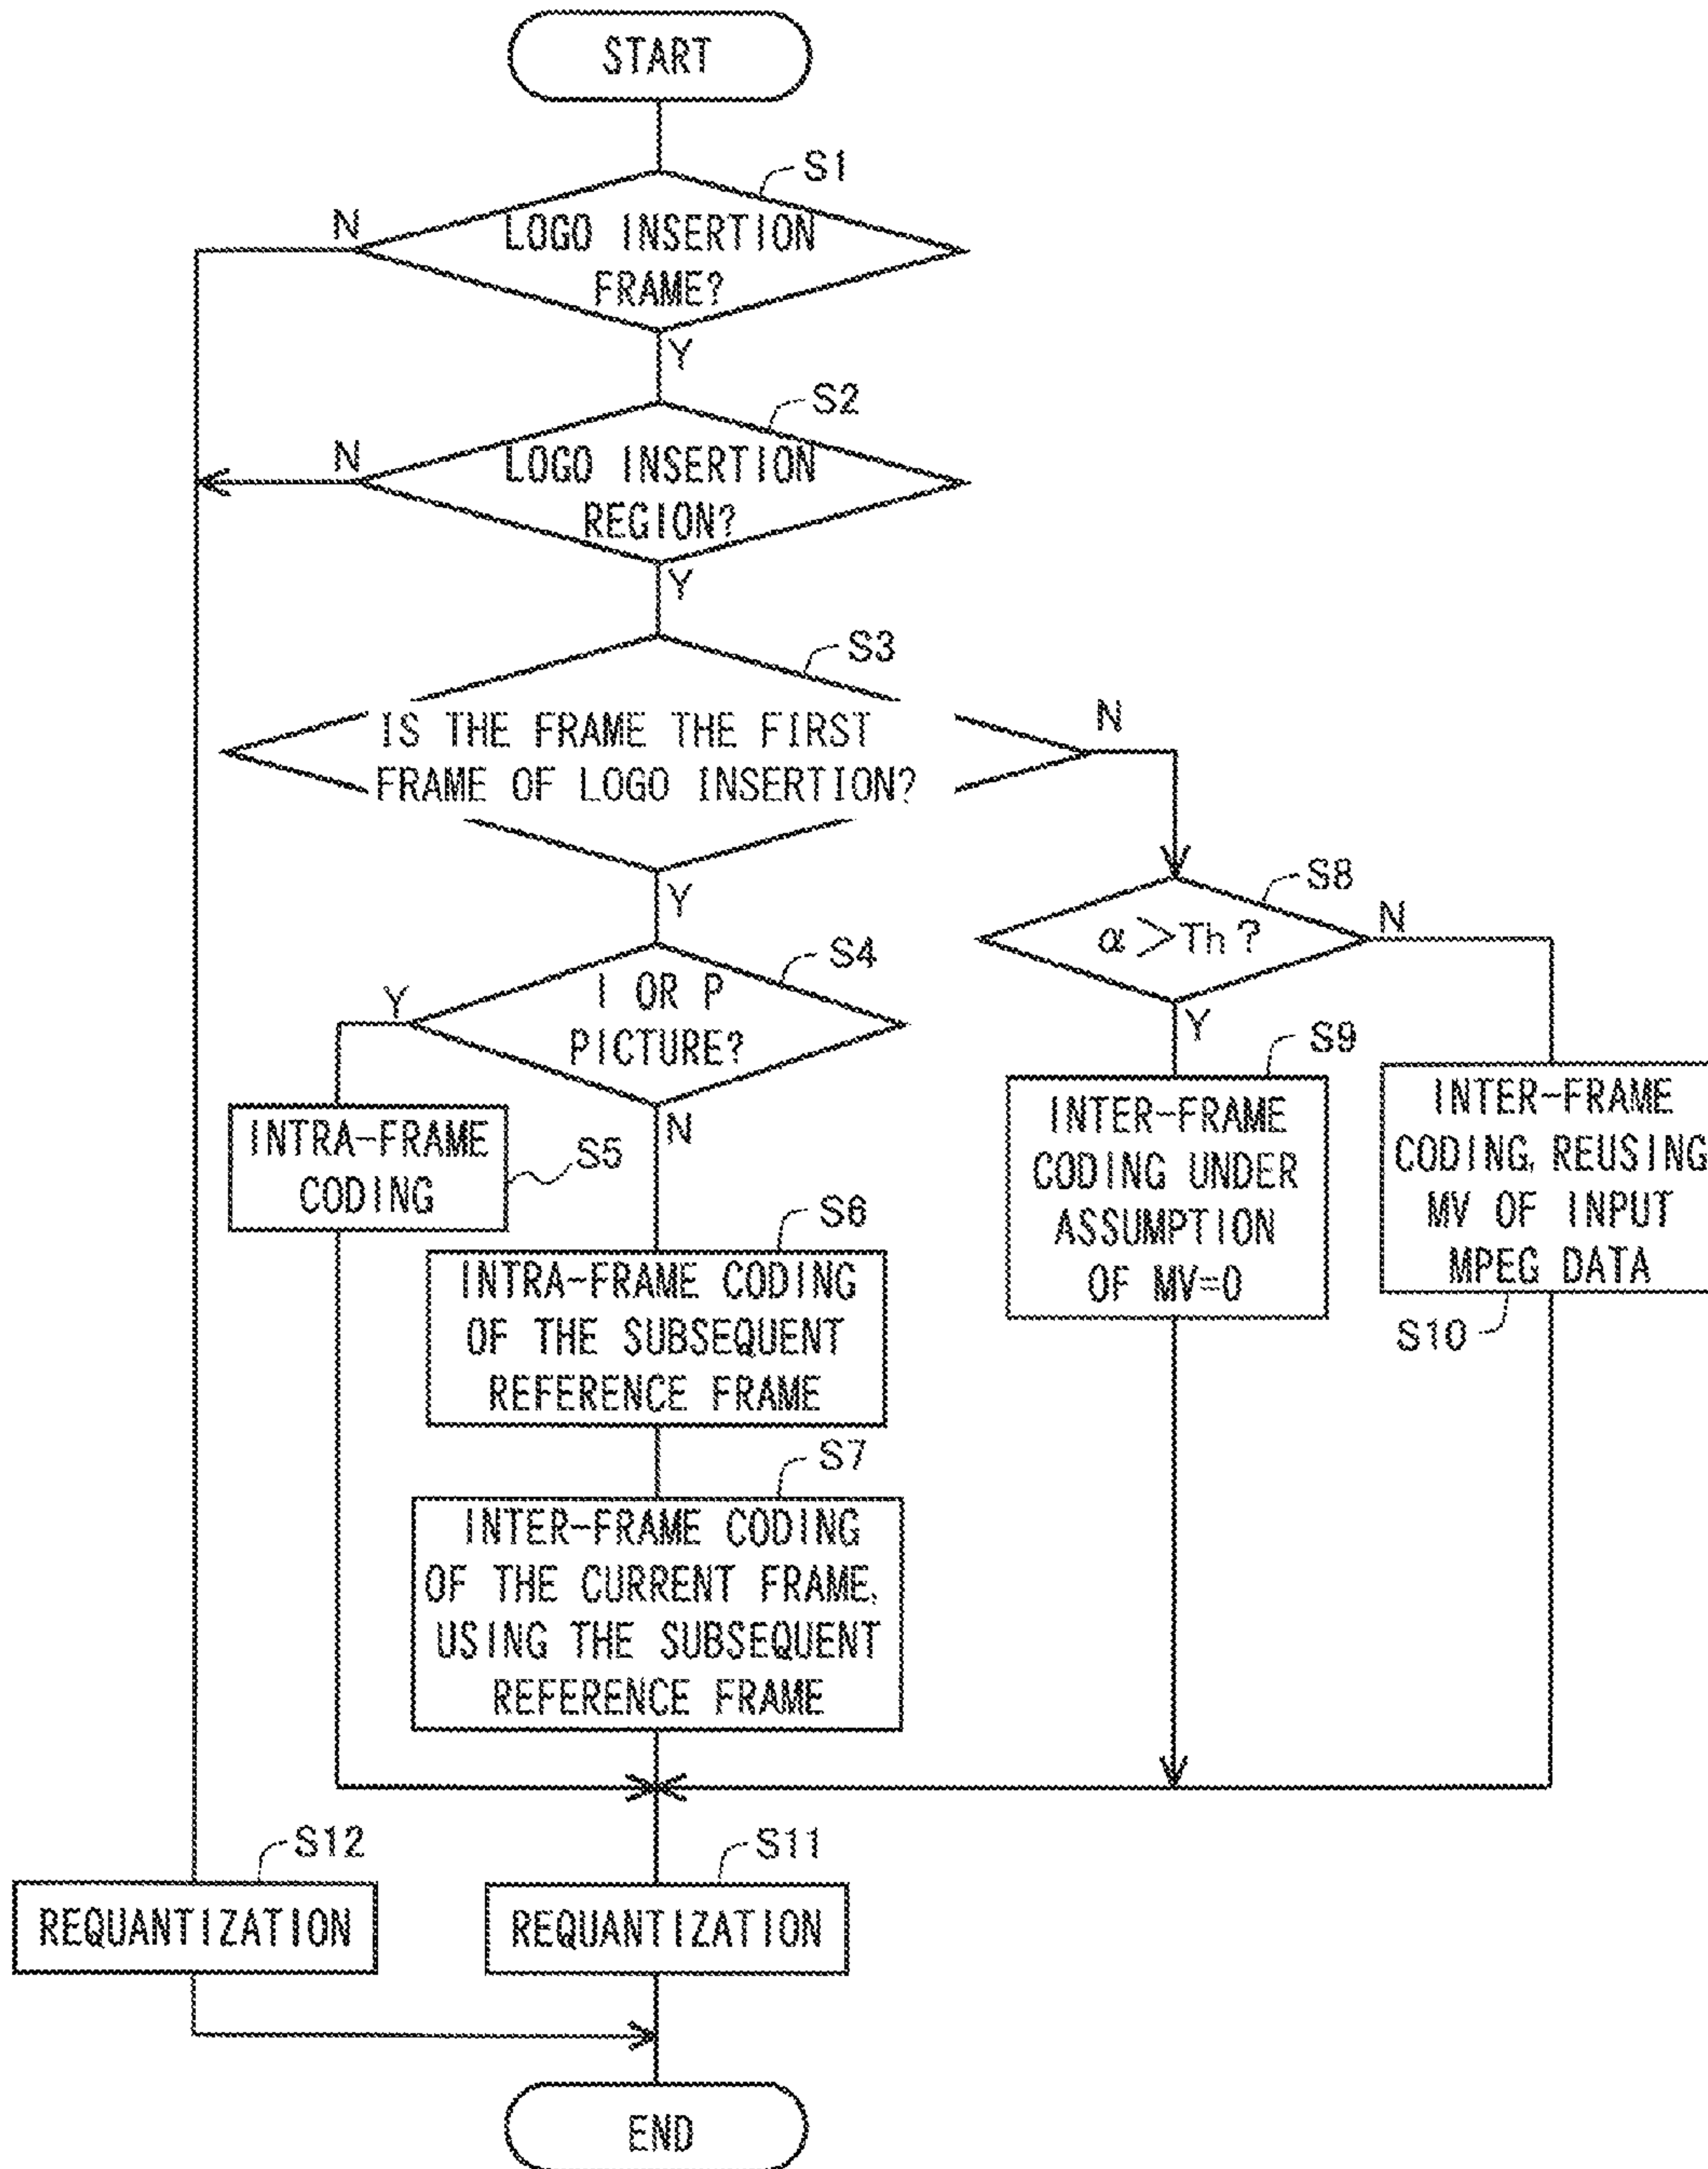 START
S1
N
LOGO INSERTION
FRAME?
Y
S2
N
LOGO INSERTION
REGION?
Y
S3
IS THE FRAME THE FIRST
FRAME OF LOGO INSERTION?
N
Y
S8
α>Th?
N
Y
S4
I OR P
PICTURE?
Y
N
S5
INTRA-FRAME
CODING
S6
INTRA-FRAME CODING
OF THE SUBSEQUENT
REFERENCE FRAME
S7
INTER-FRAME CODING
OF THE CURRENT FRAME,
USING THE SUBSEQUENT
REFERENCE FRAME
S9
INTER-FRAME
CODING UNDER
ASSUMPTION
OF MV=0
INTER-FRAME
CODING, REUSING
MV OF INPUT
MPEG DATA
S10
S12
REQUANTIZATION
S11
REQUANTIZATION
END